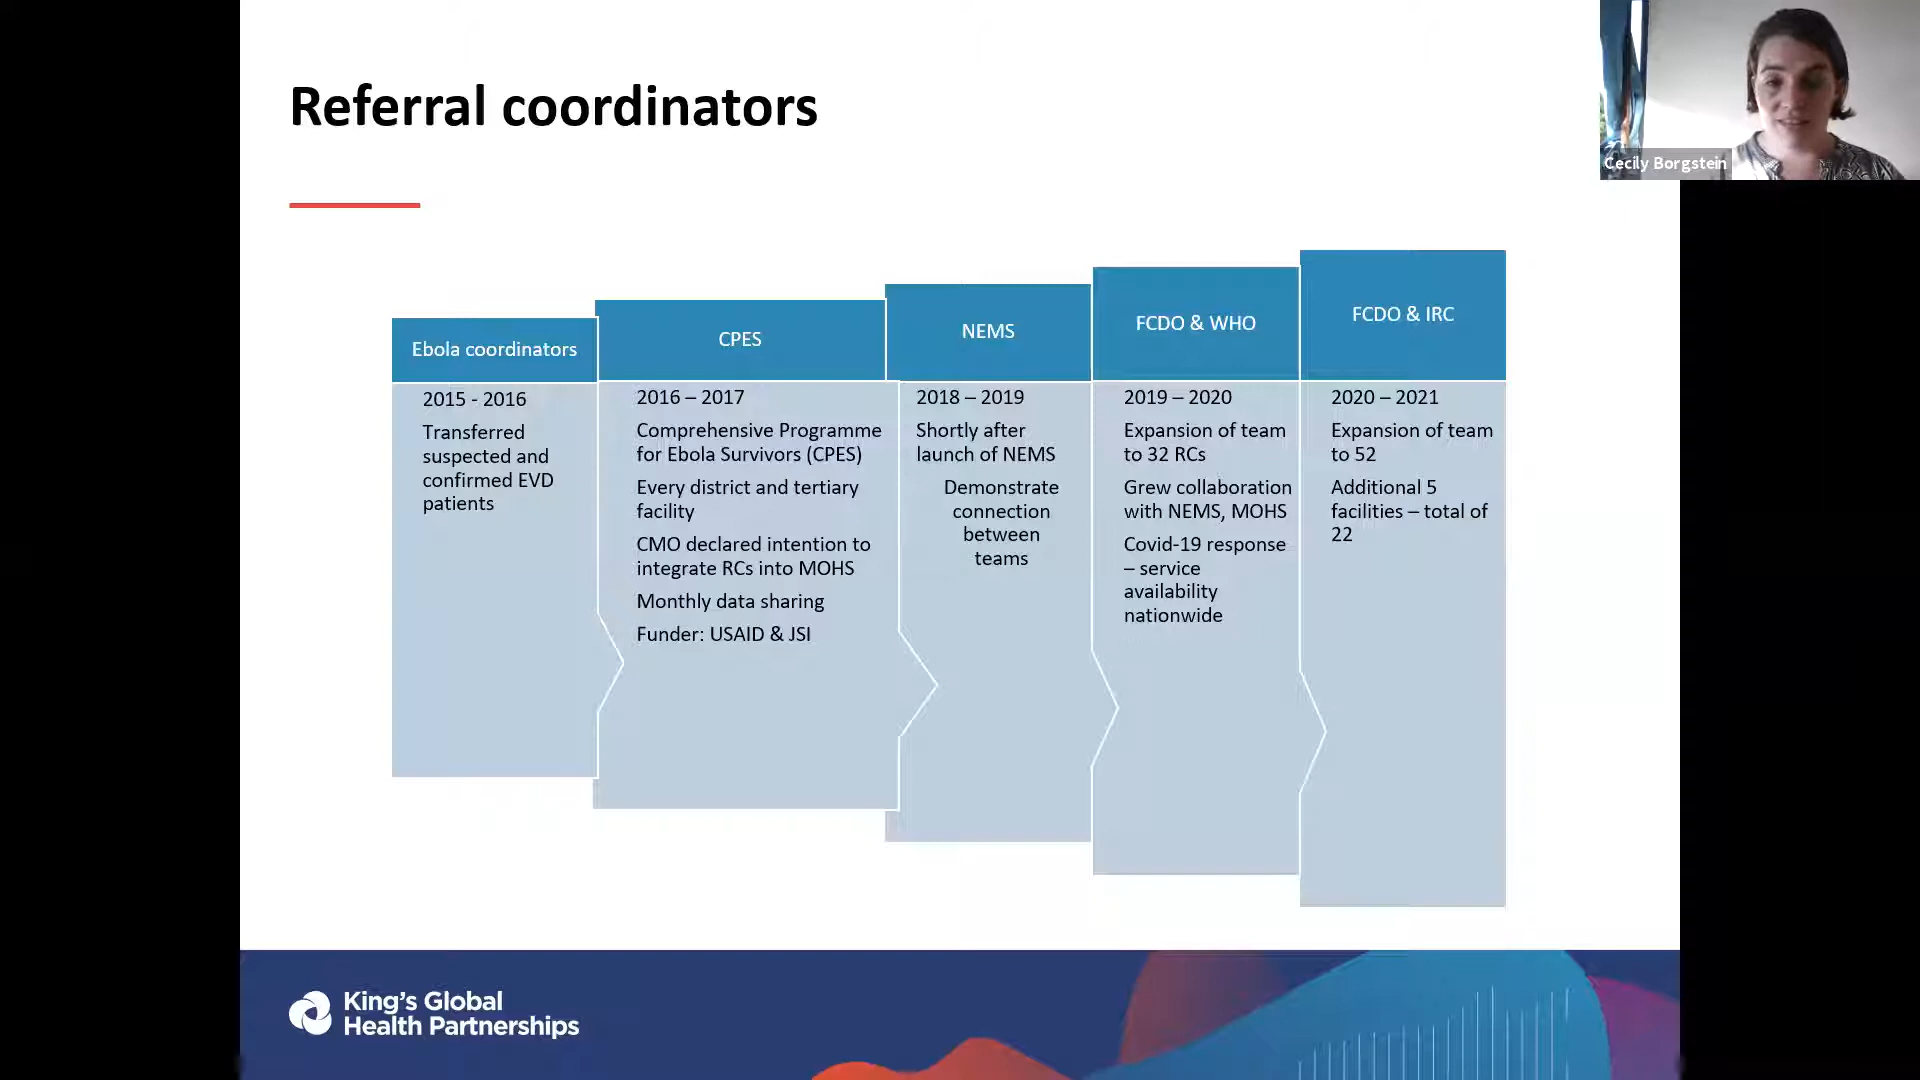 Referral coordinators
Cecily Borgstein
Ebola coordinators
2015 - 2016
Transferred
suspected and
confirmed EVD
patients
CPES
2016 – 2017
Comprehensive Programme
for Ebola Survivors (CPES)
Every district and tertiary
facility
CMO declared intention to
integrate RCs into MOHS
Monthly data sharing
Funder: USAID & JSI
NEMS
2018 – 2019
Shortly after
launch of NEMS
Demonstrate
connection
between
teams
FCDO & WHO
2019 – 2020
Expansion of team
to 32 RCs
Grew collaboration
with NEMS, MOHS
Covid-19 response
– service
availability
nationwide
FCDO & IRC
2020 – 2021
Expansion of team
to 52
Additional 5
facilities – total of
22
King's Global
Health Partnerships